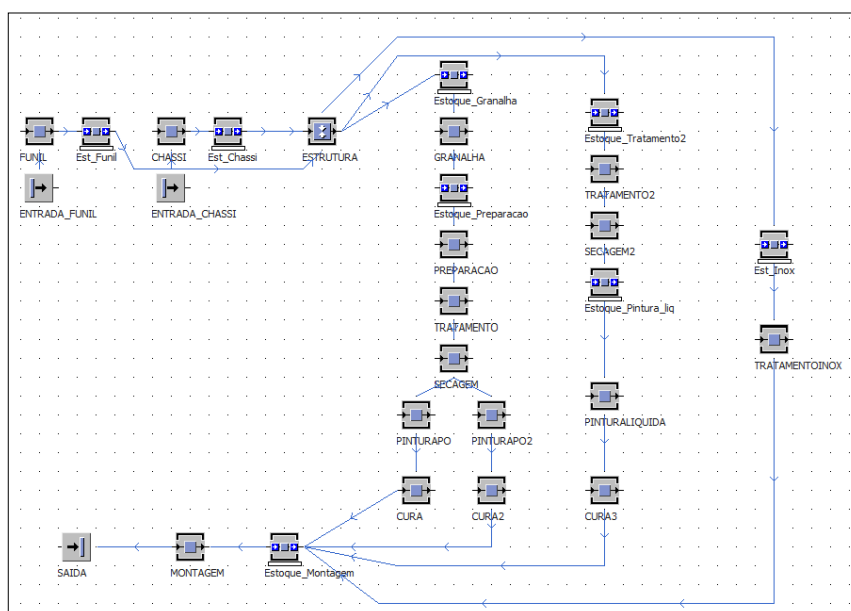 Estoque_Granalha
Estoque_Tratamento2
FUNIL
Est_Funil
CHASSI
Est_Chassi
ESTRUTURA
GRANALHA
TRATAMENTO2
ENTRADA_FUNIL
ENTRADA_CHASSI
Estoque_Preparacao
SECAGEM2
PREPARACAO
Est_Inox
Estoque_Pintura_liq
TRATAMENTO
TRATAMENTOINOX
SECAGEM
PINTURAPO
PINTURAPO2
PINTURALIQUIDA
CURA
CURA2
CURA3
SAIDA
MONTAGEM
Estoque_Montagem